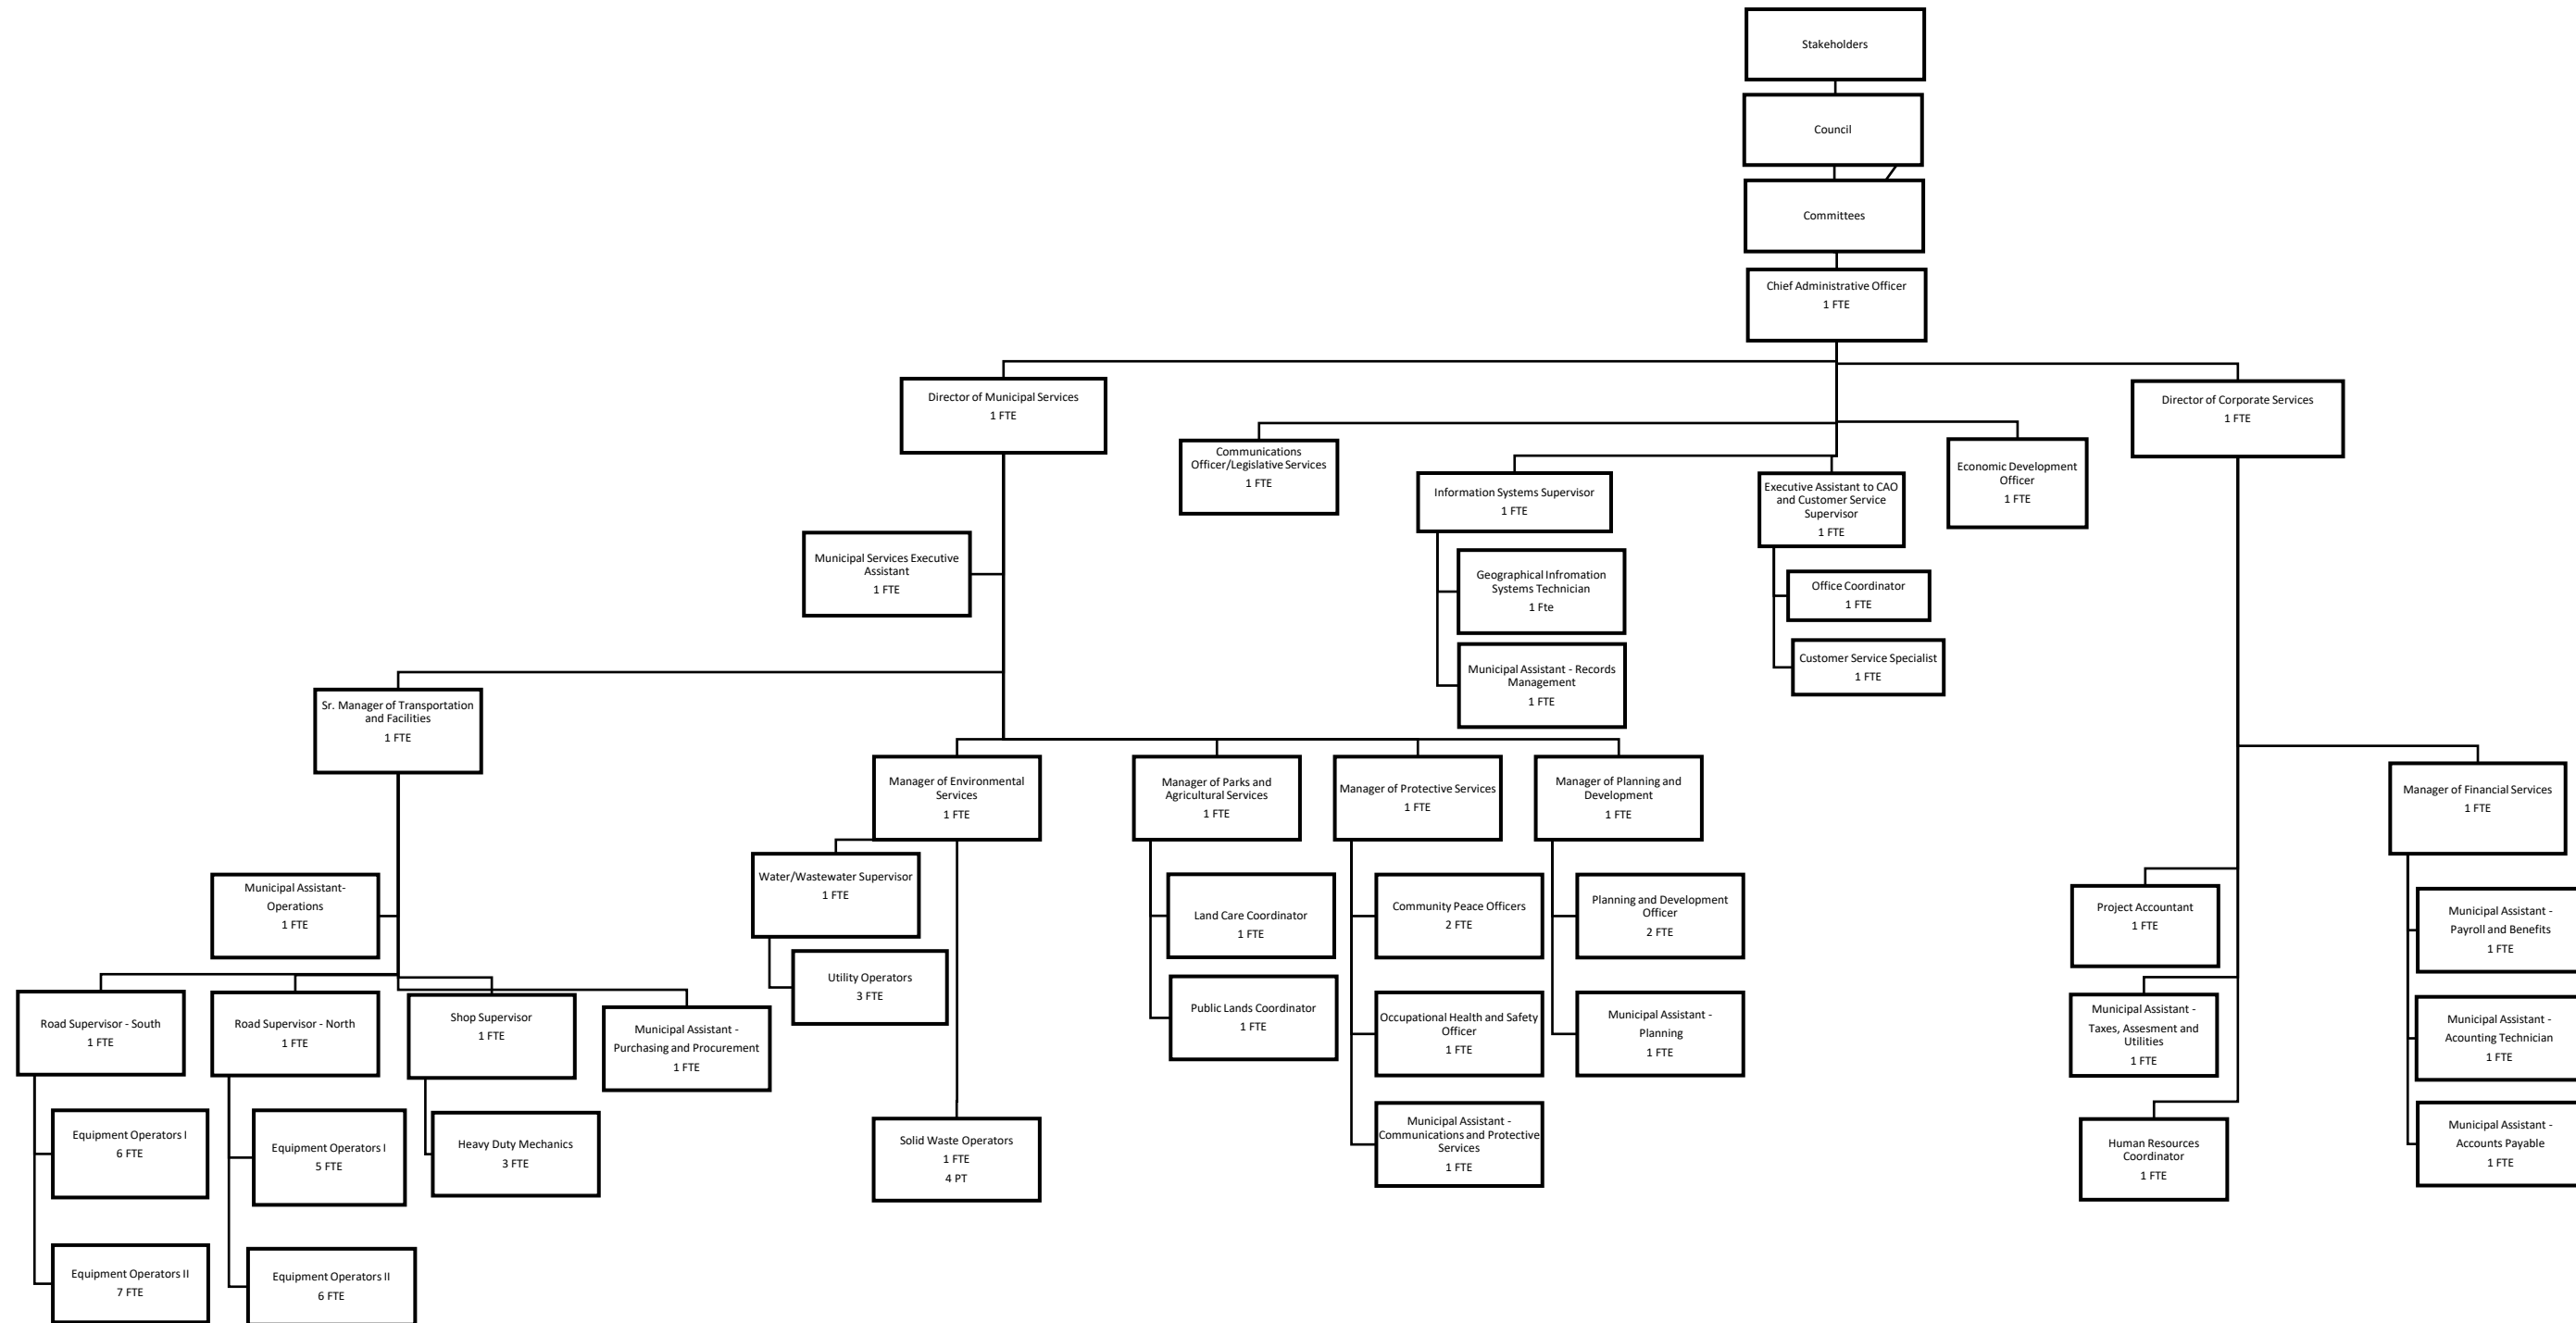 Stakeholders
Council
Committees
Chief Administrative Officer
1 FTE
Director of Municipal Services
1 FTE
Director of Corporate Services
1 FTE
Communications
Officer/Legislative Services
1 FTE
Information Systems Supervisor
1 FTE
Executive Assistant to CAO
and Customer Service
Supervisor
1 FTE
Economic Development
Officer
1 FTE
Municipal Services Executive
Assistant
1 FTE
Geographical Infromation
Systems Technician
1 Fte
Office Coordinator
1 FTE
Municipal Assistant - Records
Management
1 FTE
Customer Service Specialist
1 FTE
Sr. Manager of Transportation
and Facilities
1 FTE
Manager of Environmental
Services
1 FTE
Manager of Parks and
Agricultural Services
1 FTE
Manager of Protective Services
1 FTE
Manager of Planning and
Development
1 FTE
Manager of Financial Services
1 FTE
Municipal Assistant-
Operations
1 FTE
Water/Wastewater Supervisor
1 FTE
Utility Operators
3 FTE
Land Care Coordinator
1 FTE
Public Lands Coordinator
1 FTE
Community Peace Officers
2 FTE
Occupational Health and Safety
Officer
1 FTE
Municipal Assistant -
Communications and Protective
Services
1 FTE
Planning and Development
Officer
2 FTE
Municipal Assistant -
Planning
1 FTE
Project Accountant
1 FTE
Municipal Assistant -
Taxes, Assesment and
Utilities
1 FTE
Human Resources
Coordinator
1 FTE
Municipal Assistant -
Payroll and Benefits
1 FTE
Municipal Assistant -
Acounting Technician
1 FTE
Municipal Assistant -
Accounts Payable
1 FTE
Road Supervisor - South
1 FTE
Road Supervisor - North
1 FTE
Shop Supervisor
1 FTE
Municipal Assistant -
Purchasing and Procurement
1 FTE
Equipment Operators I
6 FTE
Equipment Operators I
5 FTE
Heavy Duty Mechanics
3 FTE
Solid Waste Operators
1 FTE
4 PT
Equipment Operators II
7 FTE
Equipment Operators II
6 FTE